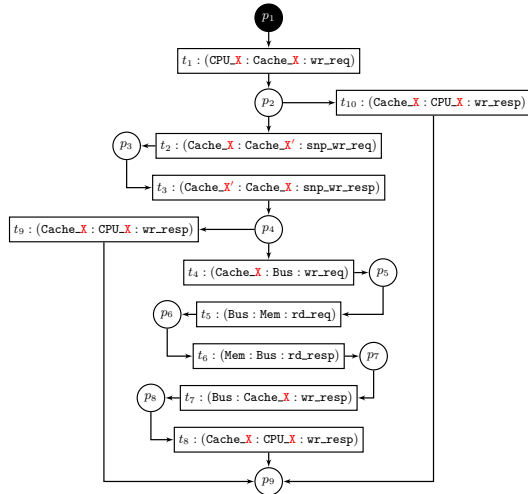 p₁
t₁ : (CPU_X : Cache_X : wr_req)
p₂
t₁₀ : (Cache_X : CPU_X : wr_resp)
p₃
t₂ : (Cache_X : Cache_X′ : snp_wr_req)
t₃ : (Cache_X′ : Cache_X : snp_wr_resp)
t₉ : (Cache_X : CPU_X : wr_resp)
p₄
t₄ : (Cache_X : Bus : wr_req)
p₅
p₆
t₅ : (Bus : Mem : rd_req)
t₆ : (Mem : Bus : rd_resp)
p₇
p₈
t₇ : (Bus : Cache_X : wr_resp)
t₈ : (Cache_X : CPU_X : wr_resp)
p₉